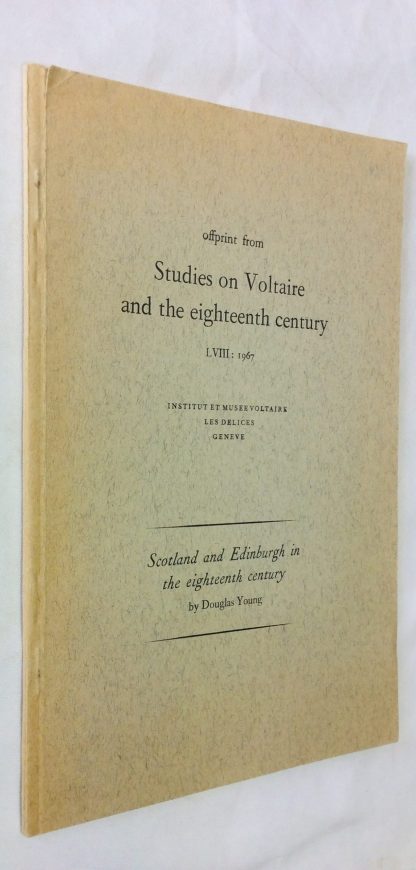 offprint from
Studies on Voltaire
and the eighteenth century
LVIII: 1967
INSTITUT ET MUSEE VOLTAIRE
LES DELICES
GENEVE
Scotland and Edinburgh in
the eighteenth century
by Douglas Young